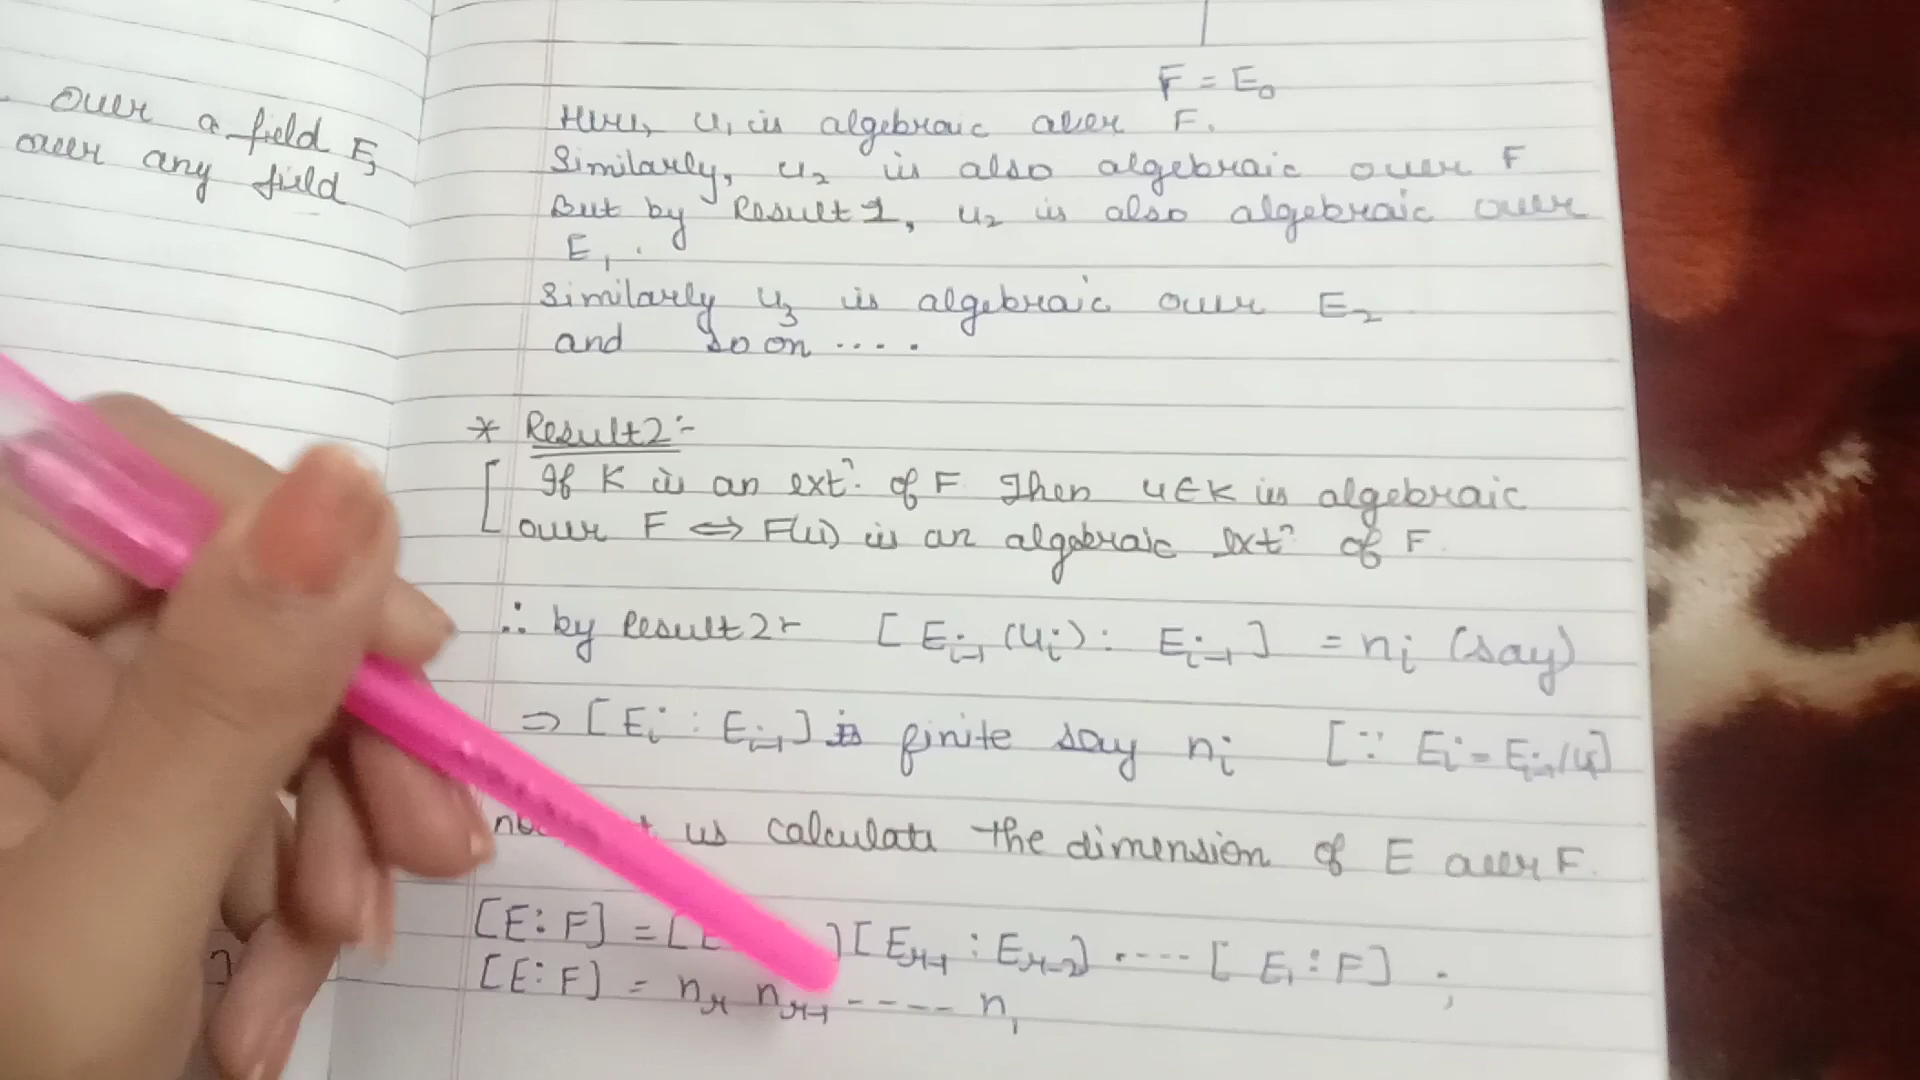 over a field F,
over any field
F = E₀
Here, u₁ is algebraic over F.
Similarly, u₂ is also algebraic over F
But by Result 1, u₂ is also algebraic over
E₁.
Similarly u₃ is algebraic over E₂
and so on ....
* Result 2:-
If K is an extⁿ. of F Then u∈K is algebraic
over F ⇔ F(u) is an algebraic extⁿ of F.
∴ by Result 2:- [Eᵢ₋₁(uᵢ) : Eᵢ₋₁] = nᵢ (say)
⇒ [Eᵢ : Eᵢ₋₁] is finite say nᵢ [∵ Eᵢ = Eᵢ₋₁(uᵢ)]
us calculate the dimension of E over F.
[E : F] = [E ] [Eᵣ₋₁ : Eᵣ₋₂] .... [E₁ : F] ;
[E : F] = nᵣ nᵣ₋₁ ---- n₁